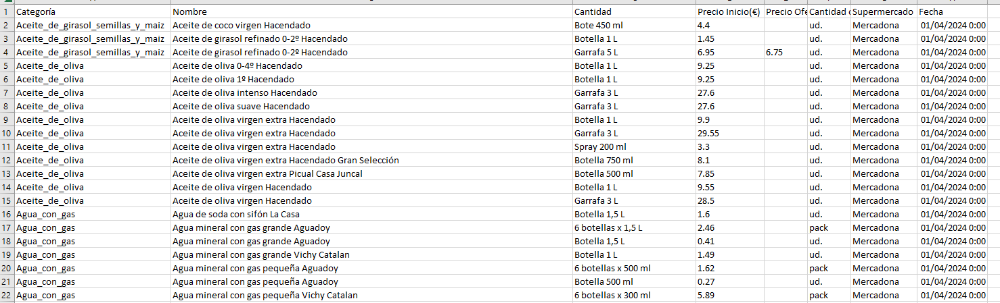 1 Categoría Nombre Cantidad Precio Inicio(€) Precio Ofe Cantidad Supermercado Fecha
2 Aceite_de_girasol_semillas_y_maiz Aceite de coco virgen Hacendado Bote 450 ml 4.4 ud. Mercadona 01/04/2024 0:00
3 Aceite_de_girasol_semillas_y_maiz Aceite de girasol refinado 0-2º Hacendado Botella 1 L 1.45 ud. Mercadona 01/04/2024 0:00
4 Aceite_de_girasol_semillas_y_maiz Aceite de girasol refinado 0-2º Hacendado Garrafa 5 L 6.95 6.75 ud. Mercadona 01/04/2024 0:00
5 Aceite_de_oliva Aceite de oliva 0-4º Hacendado Botella 1 L 9.25 ud. Mercadona 01/04/2024 0:00
6 Aceite_de_oliva Aceite de oliva 1º Hacendado Botella 1 L 9.25 ud. Mercadona 01/04/2024 0:00
7 Aceite_de_oliva Aceite de oliva intenso Hacendado Garrafa 3 L 27.6 ud. Mercadona 01/04/2024 0:00
8 Aceite_de_oliva Aceite de oliva suave Hacendado Garrafa 3 L 27.6 ud. Mercadona 01/04/2024 0:00
9 Aceite_de_oliva Aceite de oliva virgen extra Hacendado Botella 1 L 9.9 ud. Mercadona 01/04/2024 0:00
10 Aceite_de_oliva Aceite de oliva virgen extra Hacendado Garrafa 3 L 29.55 ud. Mercadona 01/04/2024 0:00
11 Aceite_de_oliva Aceite de oliva virgen extra Hacendado Spray 200 ml 3.3 ud. Mercadona 01/04/2024 0:00
12 Aceite_de_oliva Aceite de oliva virgen extra Hacendado Gran Selección Botella 750 ml 8.1 ud. Mercadona 01/04/2024 0:00
13 Aceite_de_oliva Aceite de oliva virgen extra Picual Casa Juncal Botella 500 ml 7.85 ud. Mercadona 01/04/2024 0:00
14 Aceite_de_oliva Aceite de oliva virgen Hacendado Botella 1 L 9.55 ud. Mercadona 01/04/2024 0:00
15 Aceite_de_oliva Aceite de oliva virgen Hacendado Garrafa 3 L 28.5 ud. Mercadona 01/04/2024 0:00
16 Agua_con_gas Agua de soda con sifón La Casa Botella 1,5 L 1.6 ud. Mercadona 01/04/2024 0:00
17 Agua_con_gas Agua mineral con gas grande Aguadoy 6 botellas x 1,5 L 2.46 pack Mercadona 01/04/2024 0:00
18 Agua_con_gas Agua mineral con gas grande Aguadoy Botella 1,5 L 0.41 ud. Mercadona 01/04/2024 0:00
19 Agua_con_gas Agua mineral con gas grande Vichy Catalan Botella 1 L 1.49 ud. Mercadona 01/04/2024 0:00
20 Agua_con_gas Agua mineral con gas pequeña Aguadoy 6 botellas x 500 ml 1.62 pack Mercadona 01/04/2024 0:00
21 Agua_con_gas Agua mineral con gas pequeña Aguadoy Botella 500 ml 0.27 ud. Mercadona 01/04/2024 0:00
22 Agua_con_gas Agua mineral con gas pequeña Vichy Catalan 6 botellas x 300 ml 5.89 pack Mercadona 01/04/2024 0:00